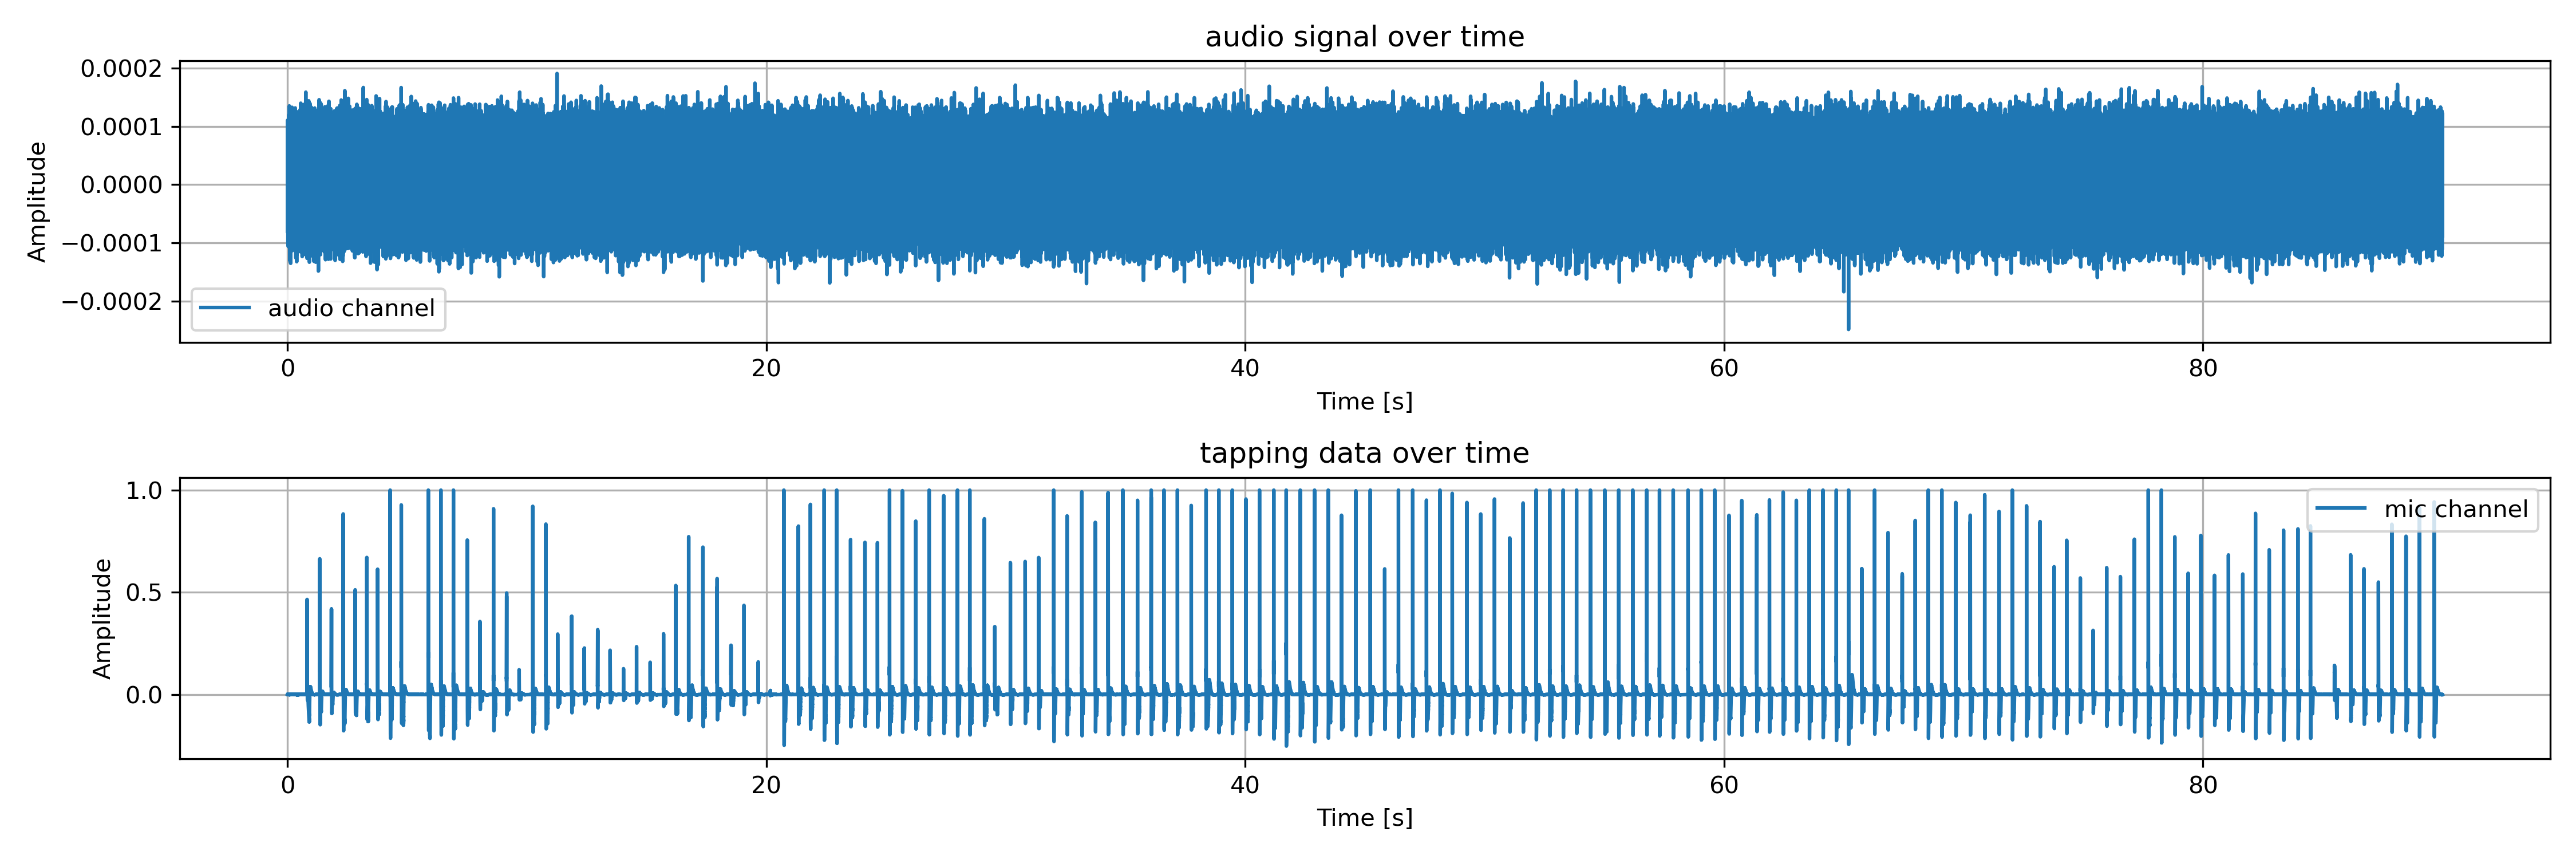 audio signal over time
0.0002
0.0001
0.0000
−0.0001
−0.0002
Amplitude
audio channel
0 20 40 60 80
Time [s]
tapping data over time
1.0
0.5
0.0
Amplitude
mic channel
0 20 40 60 80
Time [s]